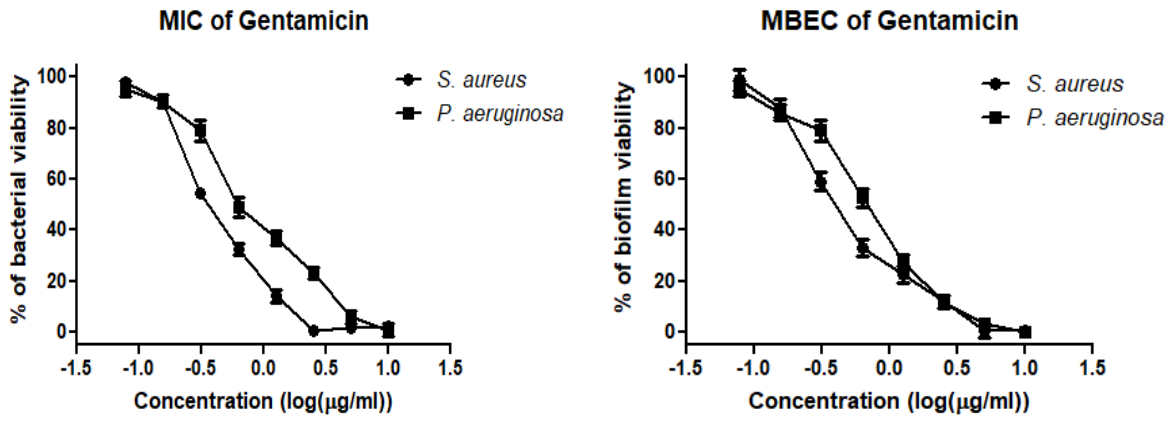 MIC of Gentamicin
% of bacterial viability
100
80
60
40
20
0
-1.5 -1.0 -0.5 0.0 0.5 1.0 1.5
Concentration (log(μg/ml))
S. aureus
P. aeruginosa
MBEC of Gentamicin
% of biofilm viability
100
80
60
40
20
0
-1.5 -1.0 -0.5 0.0 0.5 1.0 1.5
Concentration (log(μg/ml))
S. aureus
P. aeruginosa